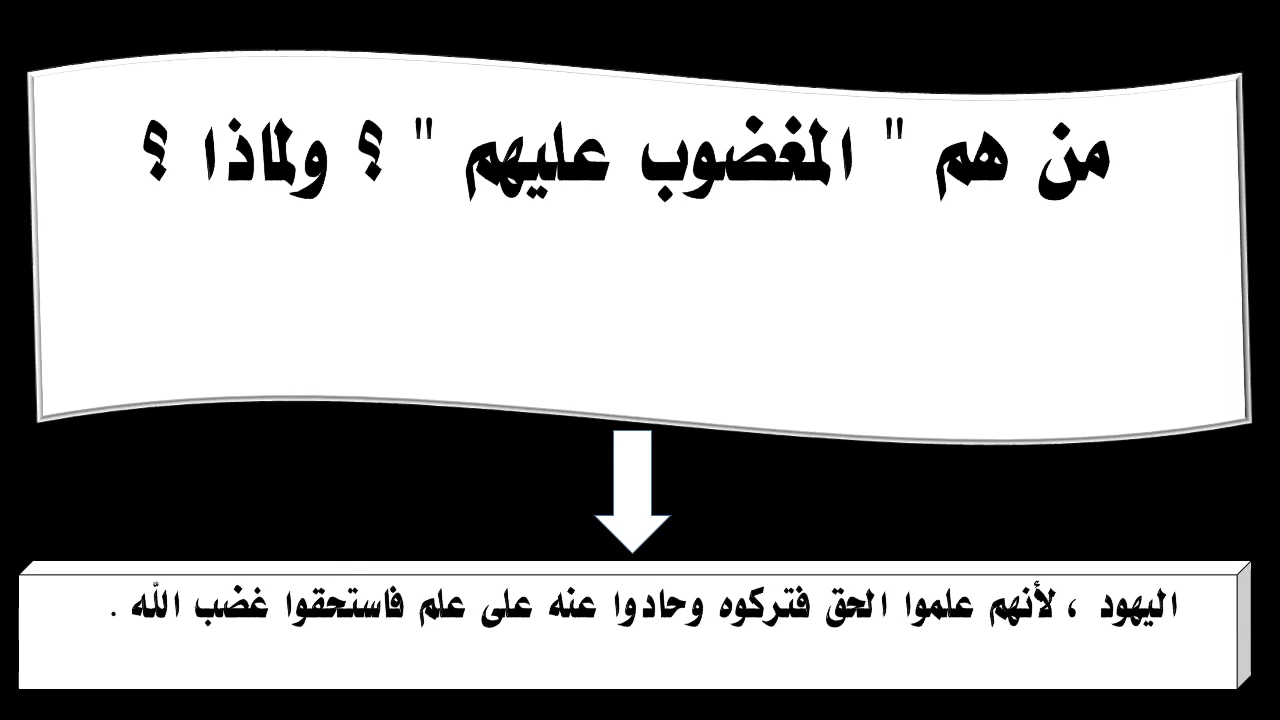 من هم " المغضوب عليهم " ؟ ولماذا ؟
اليهود ، لأنهم علموا الحق فتركوه وحادوا عنه على علم فاستحقوا غضب الله .